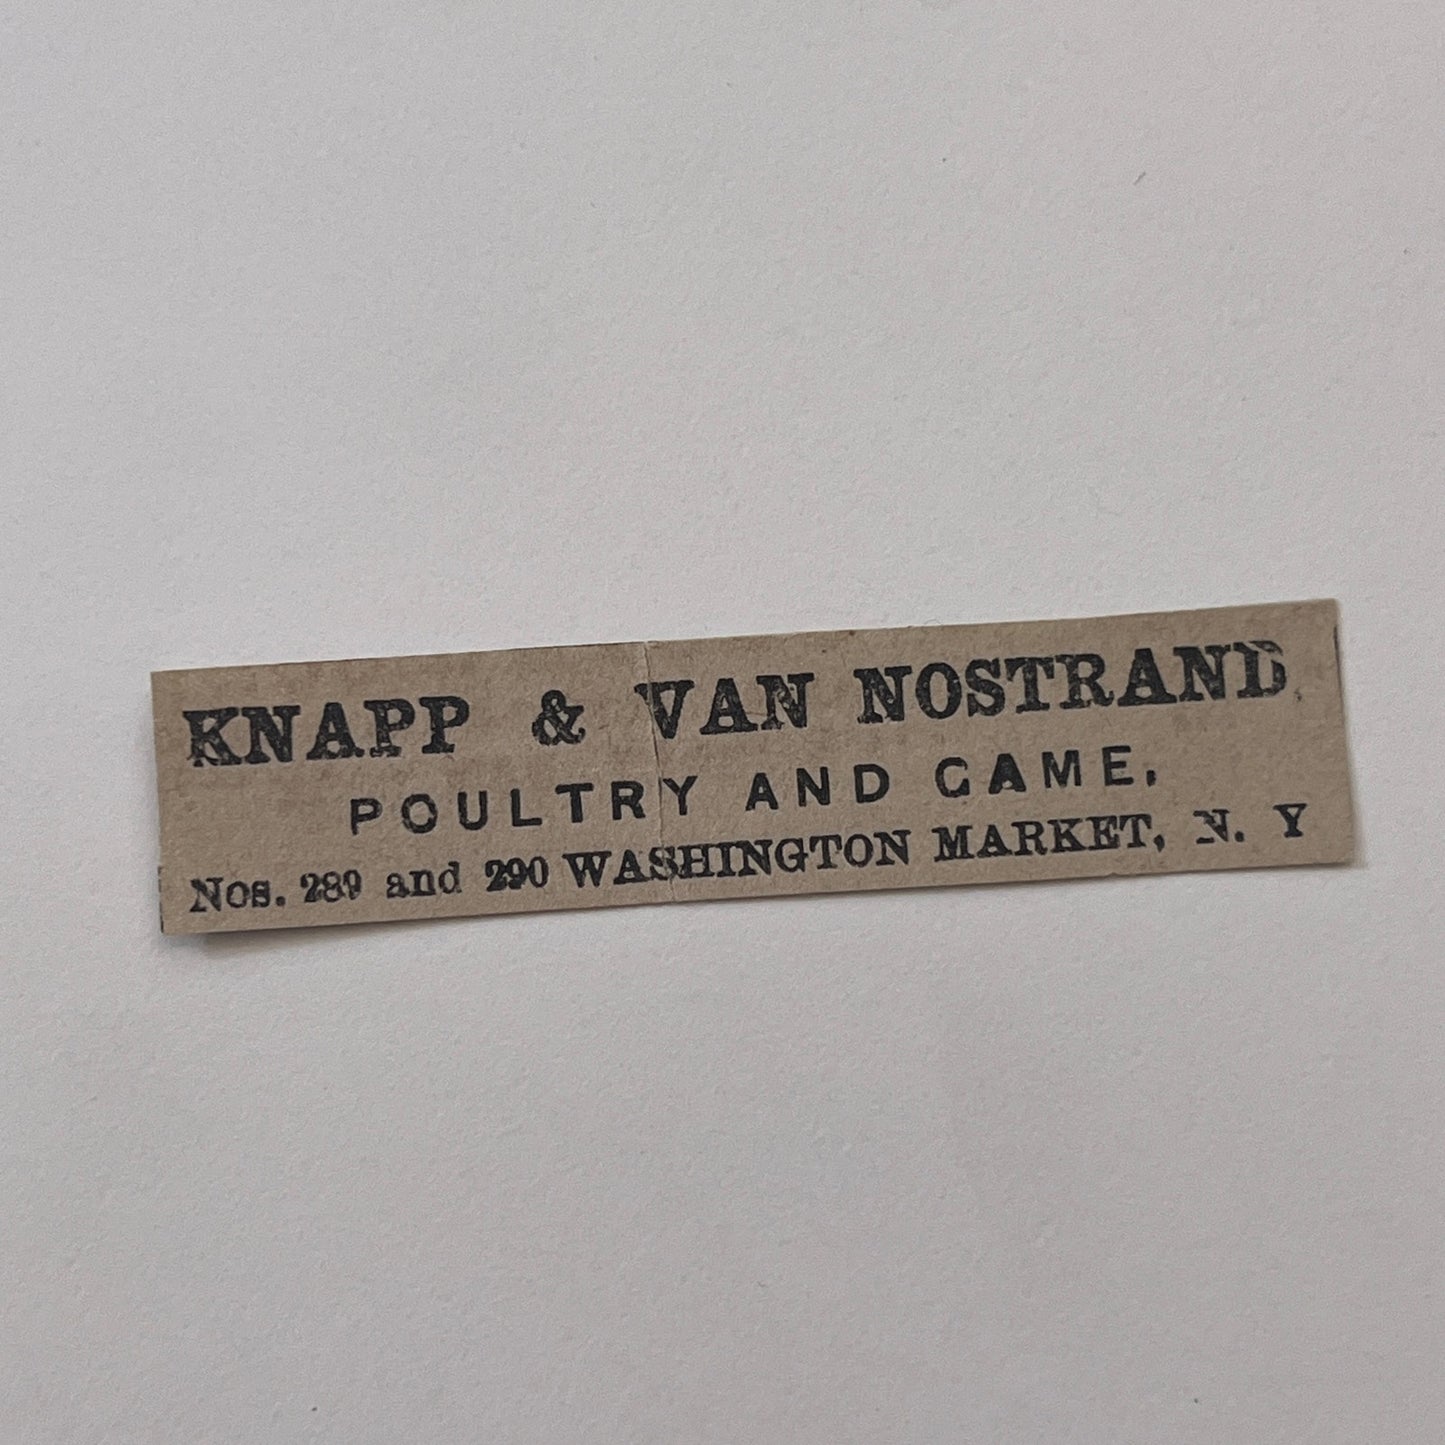 KNAPP & VAN NOSTRAND
POULTRY AND GAME,
Nos. 289 and 290 WASHINGTON MARKET, N. Y